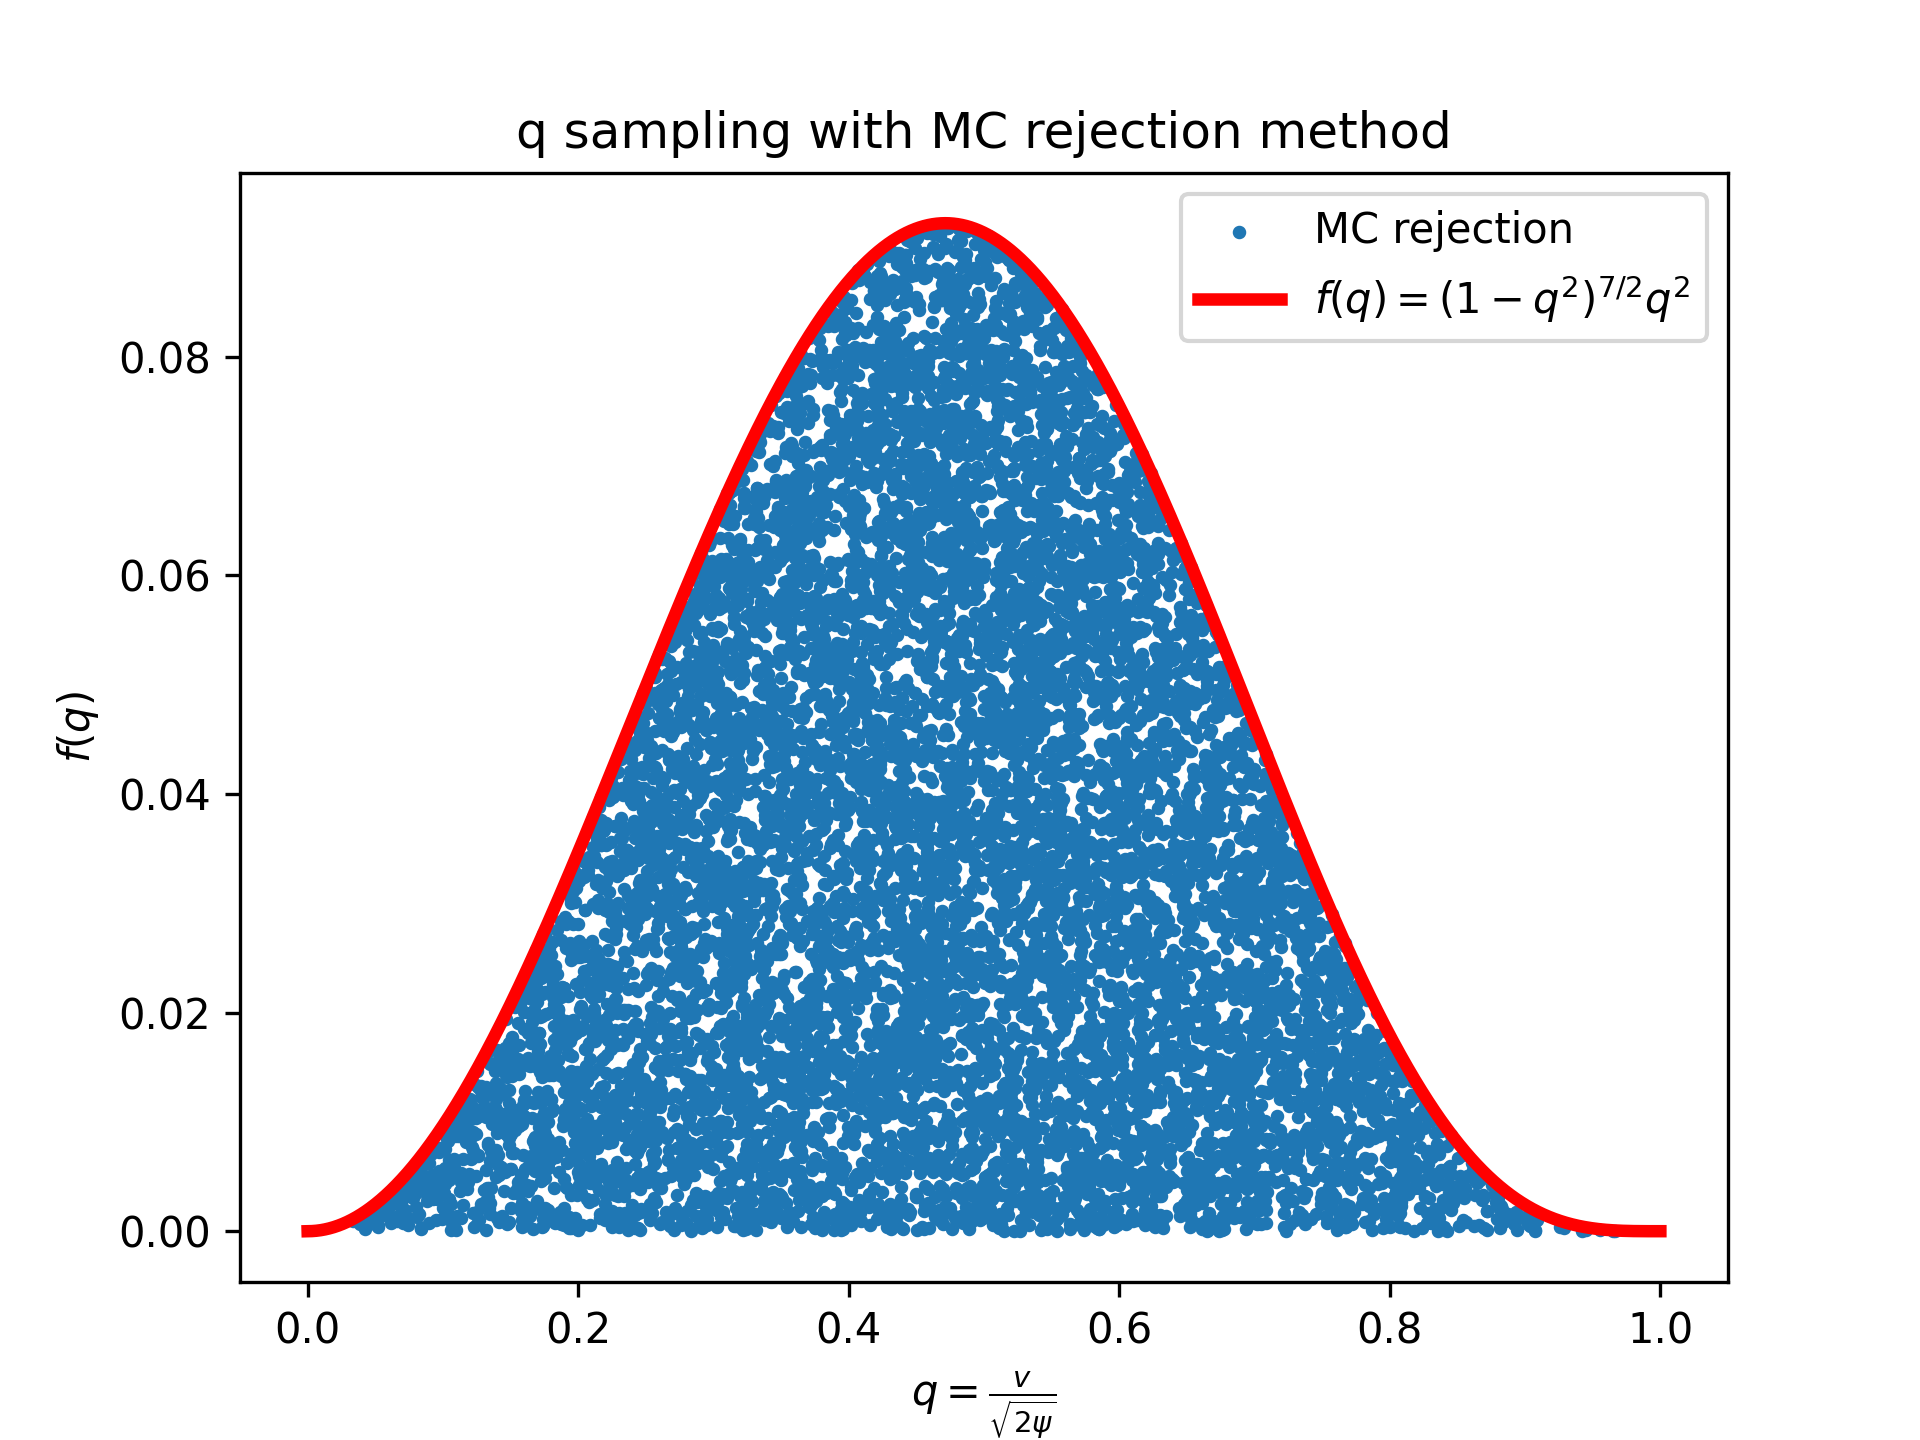 q sampling with MC rejection method
MC rejection
f(q) = (1 − q²)^{7/2}q²
f(q)
0.08
0.06
0.04
0.02
0.00
0.0 0.2 0.4 0.6 0.8 1.0
q = v/√(2ψ)